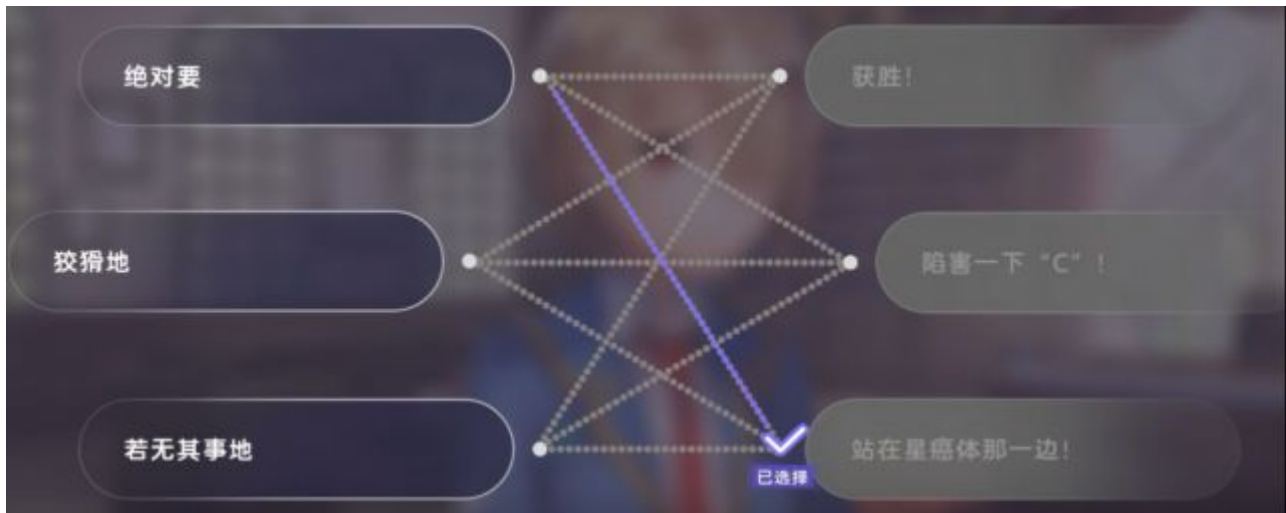 绝对要
获胜！
狡猾地
陷害一下“C”！
若无其事地
站在星癌体那一边！
已选择